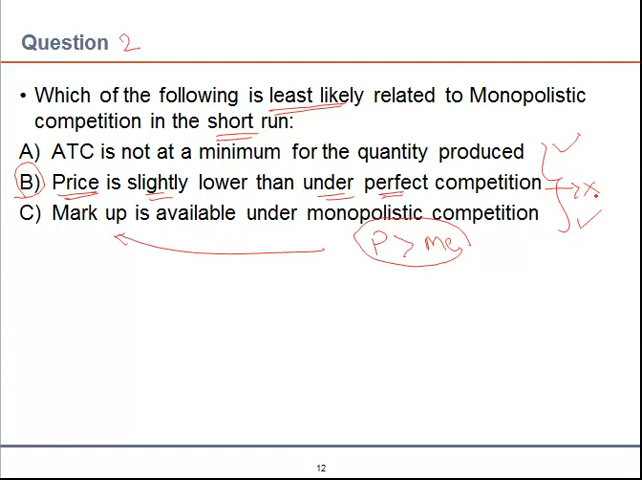 Question 2
• Which of the following is least likely related to Monopolistic
competition in the short run:
A) ATC is not at a minimum for the quantity produced
B) Price is slightly lower than under perfect competition
C) Mark up is available under monopolistic competition
P > MC
12